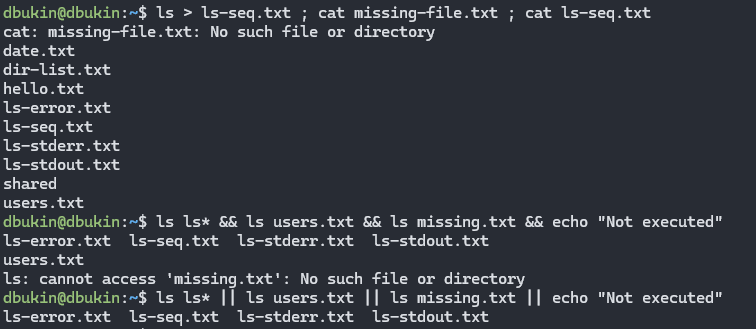 dbukin@dbukin:~$ ls > ls-seq.txt ; cat missing-file.txt ; cat ls-seq.txt
cat: missing-file.txt: No such file or directory
date.txt
dir-list.txt
hello.txt
ls-error.txt
ls-seq.txt
ls-stderr.txt
ls-stdout.txt
shared
users.txt
dbukin@dbukin:~$ ls ls* && ls users.txt && ls missing.txt && echo "Not executed"
ls-error.txt  ls-seq.txt  ls-stderr.txt  ls-stdout.txt
users.txt
ls: cannot access 'missing.txt': No such file or directory
dbukin@dbukin:~$ ls ls* || ls users.txt || ls missing.txt || echo "Not executed"
ls-error.txt  ls-seq.txt  ls-stderr.txt  ls-stdout.txt